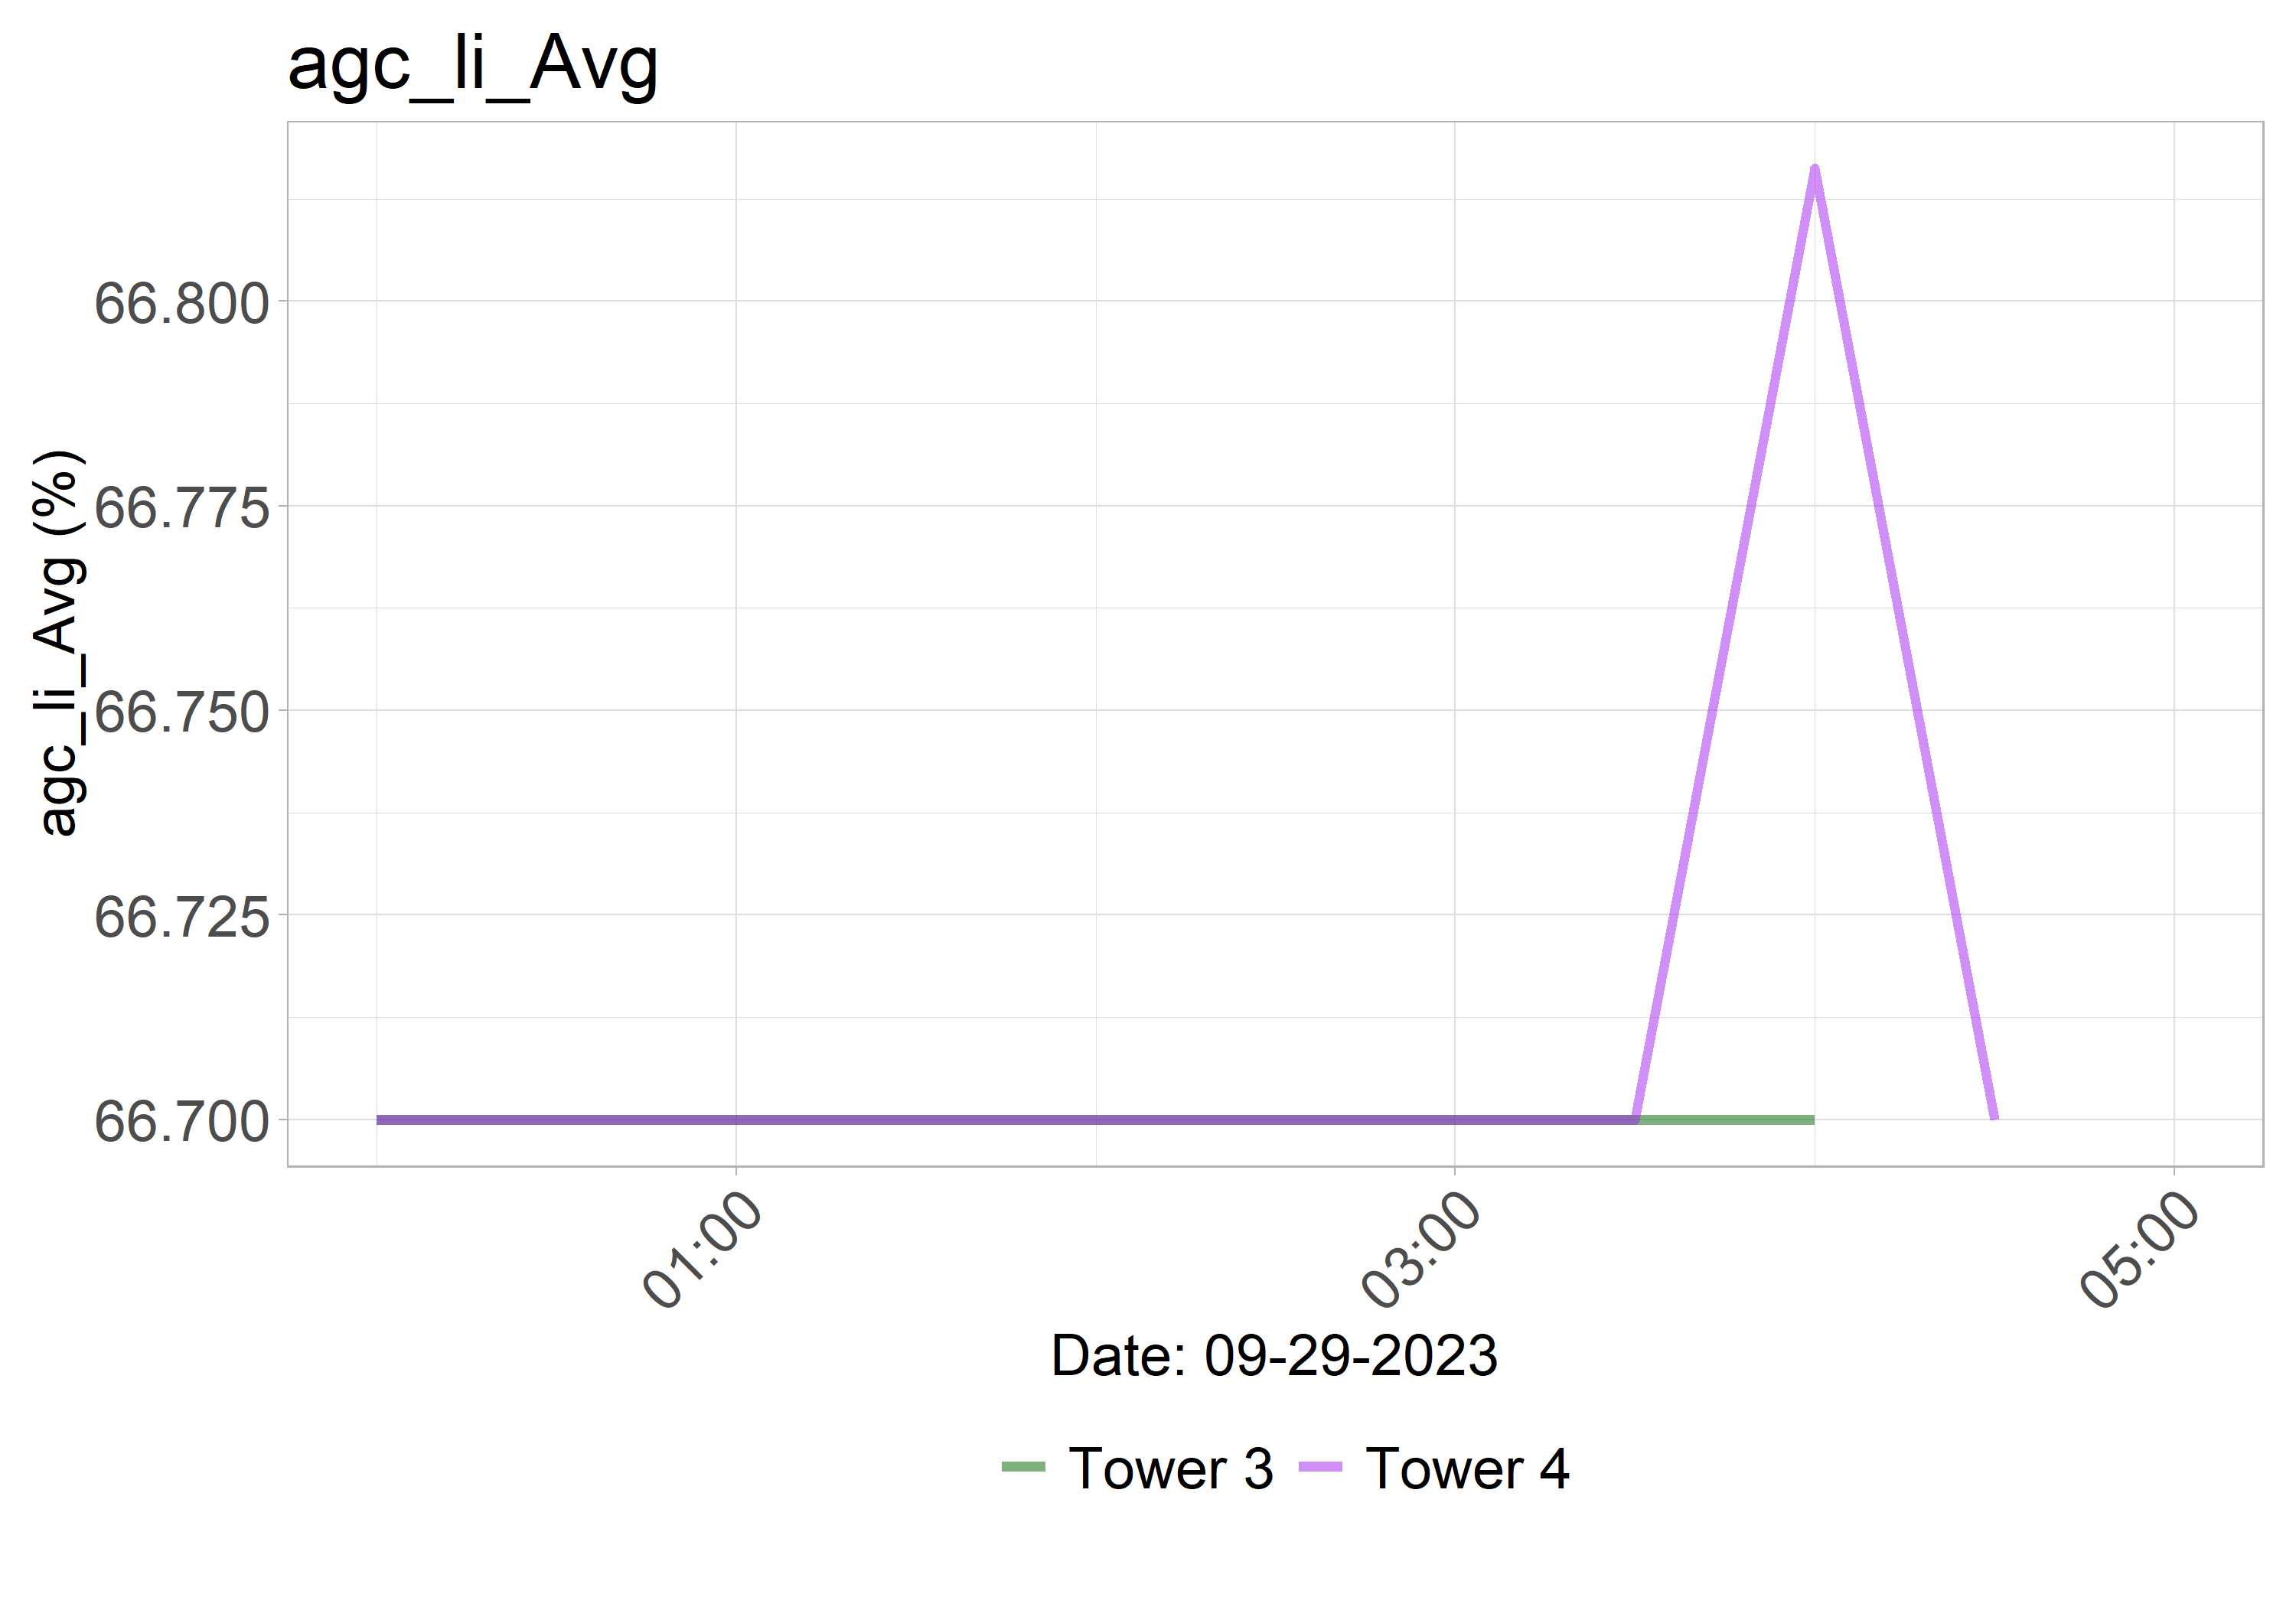 agc_li_Avg
agc_li_Avg (%)
66.800
66.775
66.750
66.725
66.700
01:00
03:00
05:00
Date: 09-29-2023
Tower 3
Tower 4